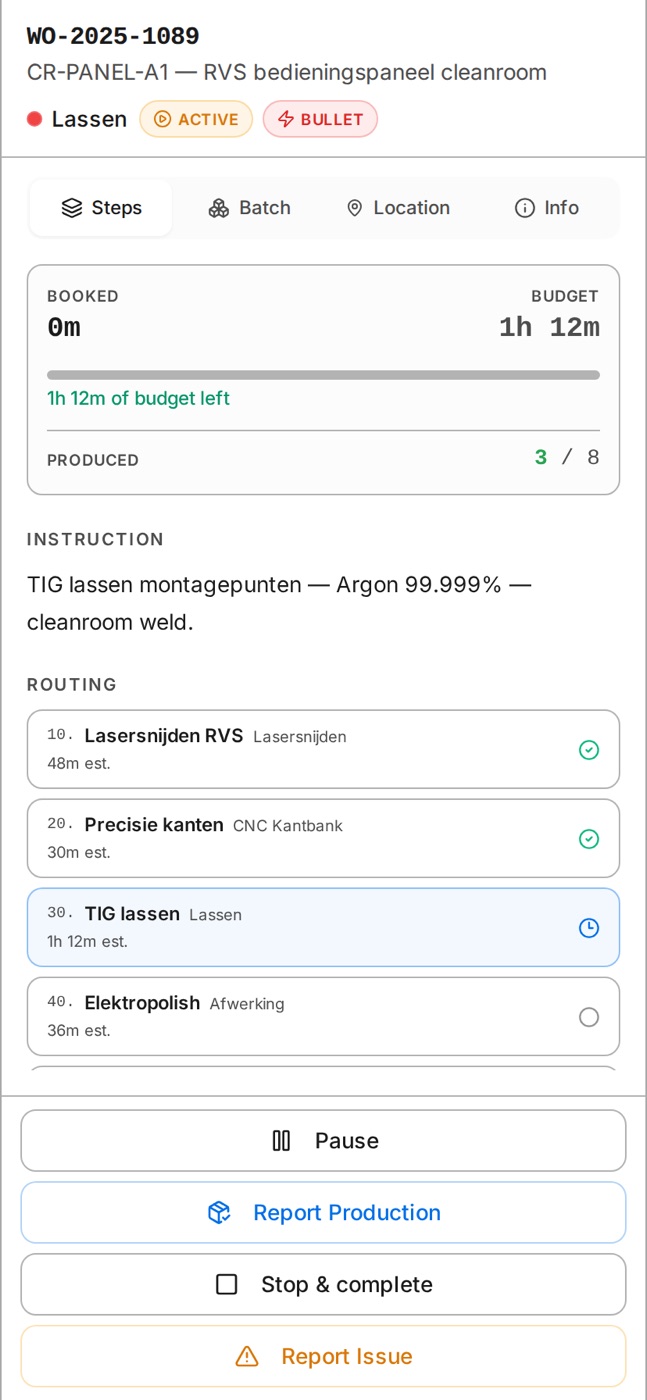 WO-2025-1089
CR-PANEL-A1 — RVS bedieningspaneel cleanroom
Lassen ACTIVE BULLET
Steps Batch Location Info
BOOKED BUDGET
0m 1h 12m
1h 12m of budget left
PRODUCED 3 / 8
INSTRUCTION
TIG lassen montagepunten — Argon 99.999% —
cleanroom weld.
ROUTING
10. Lasersnijden RVS Lasersnijden
48m est.
20. Precisie kanten CNC Kantbank
30m est.
30. TIG lassen Lassen
1h 12m est.
40. Elektropolish Afwerking
36m est.
Pause
Report Production
Stop & complete
Report Issue